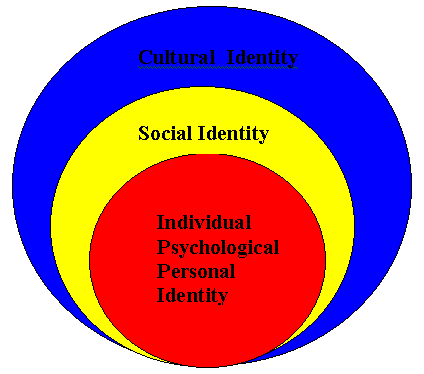 Cultural Identity
Social Identity
Individual
Psychological
Personal
Identity